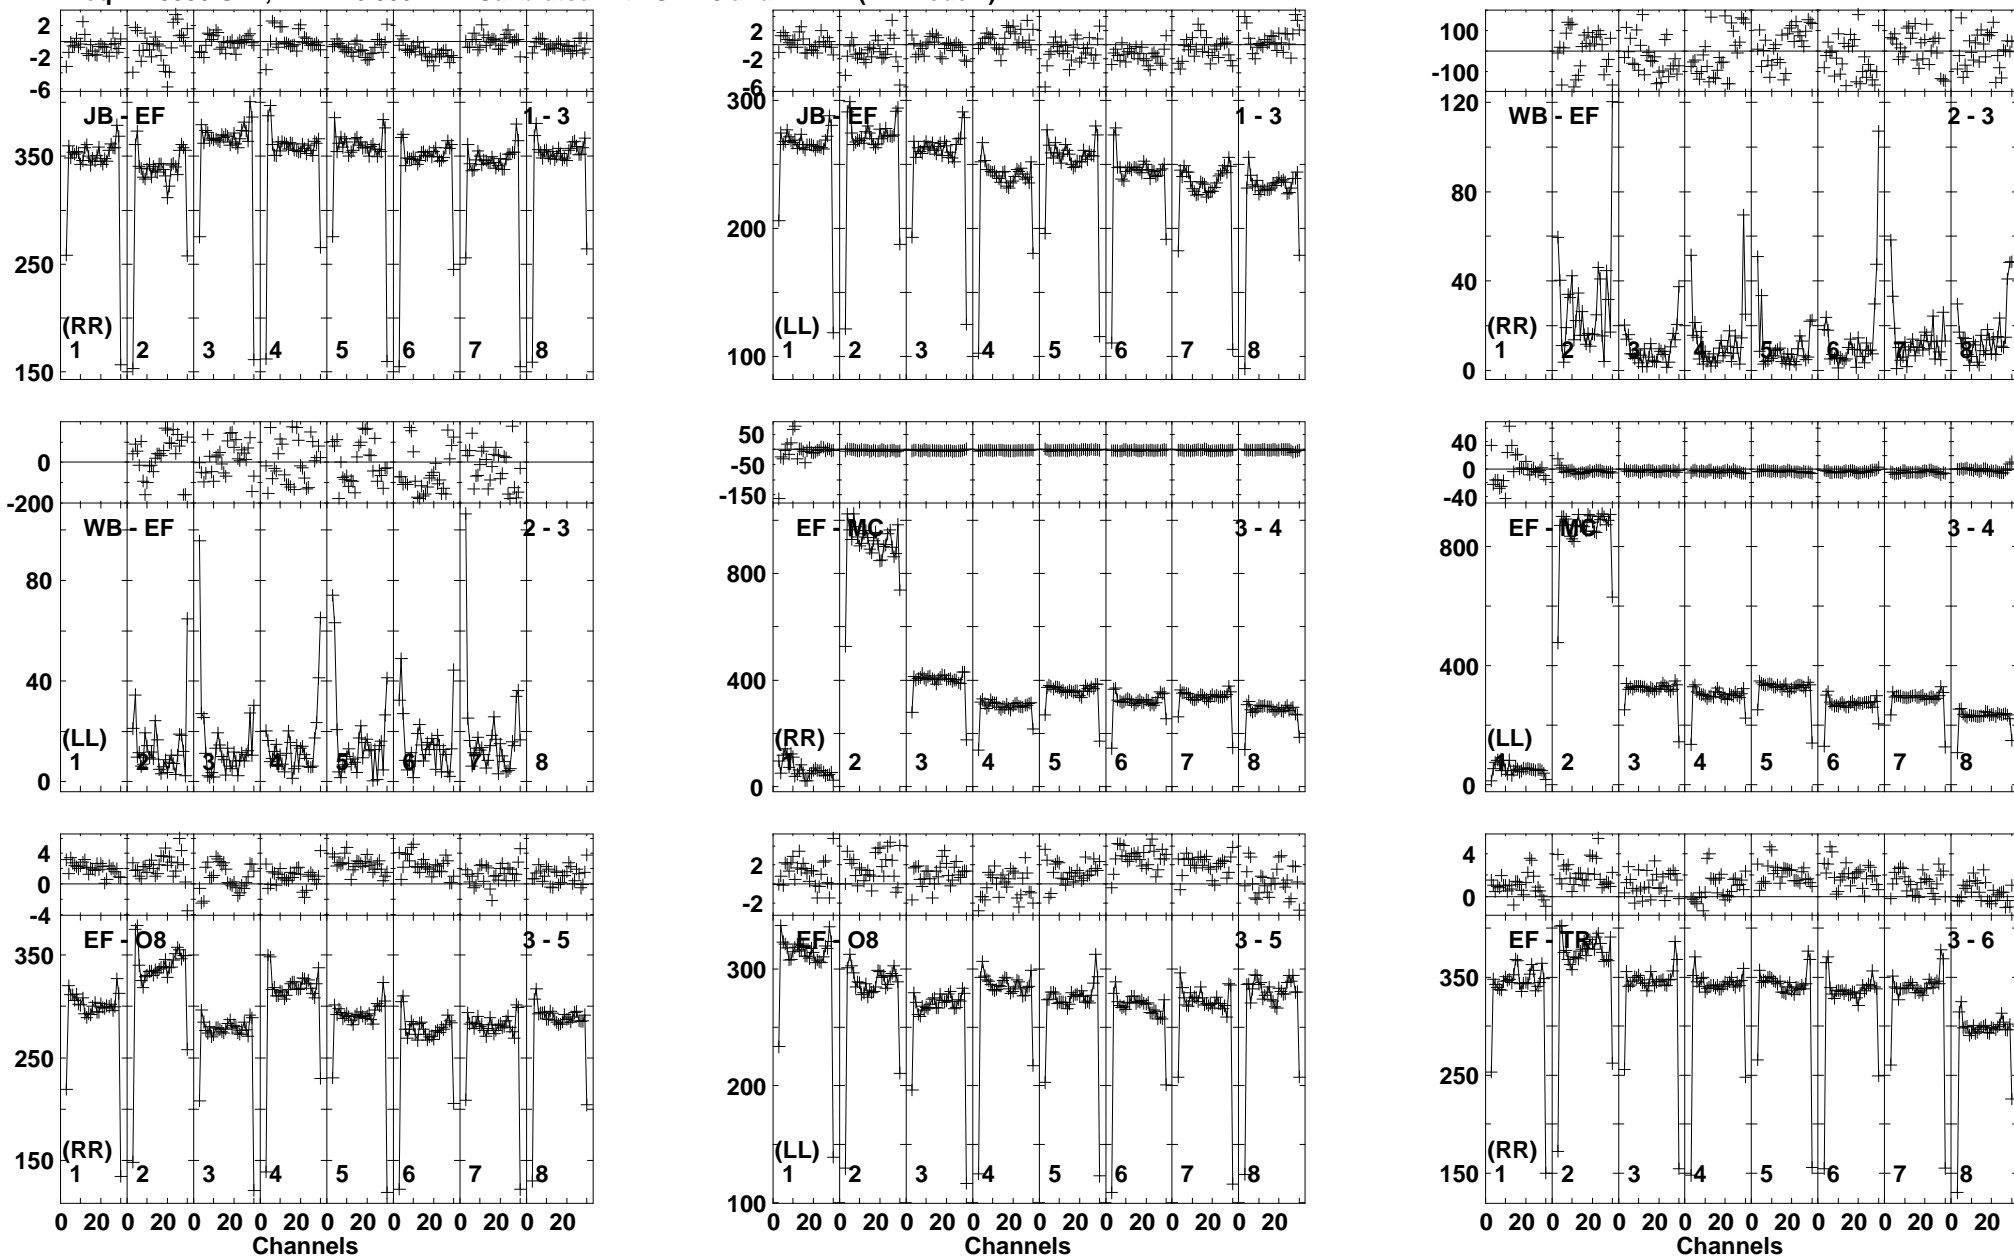 2 -2 -6
JB - EF 1 - 3
350 250 150
(RR)
1 2 3 4 5 6 7 8
2 -2 -6
JB - EF 1 - 3
300 200 100
(LL)
1 2 3 4 5 6 7 8
100 -100
WB - EF 2 - 3
120 80 40 0
(RR)
1 2 3 4 5 6 7 8
0 -200
WB - EF 2 - 3
80 40 0
(LL)
1 2 3 4 5 6 7 8
50 -50 -150
EF - MC 3 - 4
800 400 0
(RR)
1 2 3 4 5 6 7 8
40 0 -40
EF - MC 3 - 4
800 400 0
(LL)
1 2 3 4 5 6 7 8
4 0 -4
EF - O8 3 - 5
350 250 150
(RR)
1 2 3 4 5 6 7 8
0 20 0 20 0 20 0 20 0 20 0 20 0 20 0 20
Channels
2 -2
EF - O8 3 - 5
300 200 100
(LL)
1 2 3 4 5 6 7 8
0 20 0 20 0 20 0 20 0 20 0 20 0 20 0 20
Channels
4 0
EF - TR 3 - 6
350 250 150
(RR)
1 2 3 4 5 6 7 8
0 20 0 20 0 20 0 20 0 20 0 20 0 20 0 20
Channels